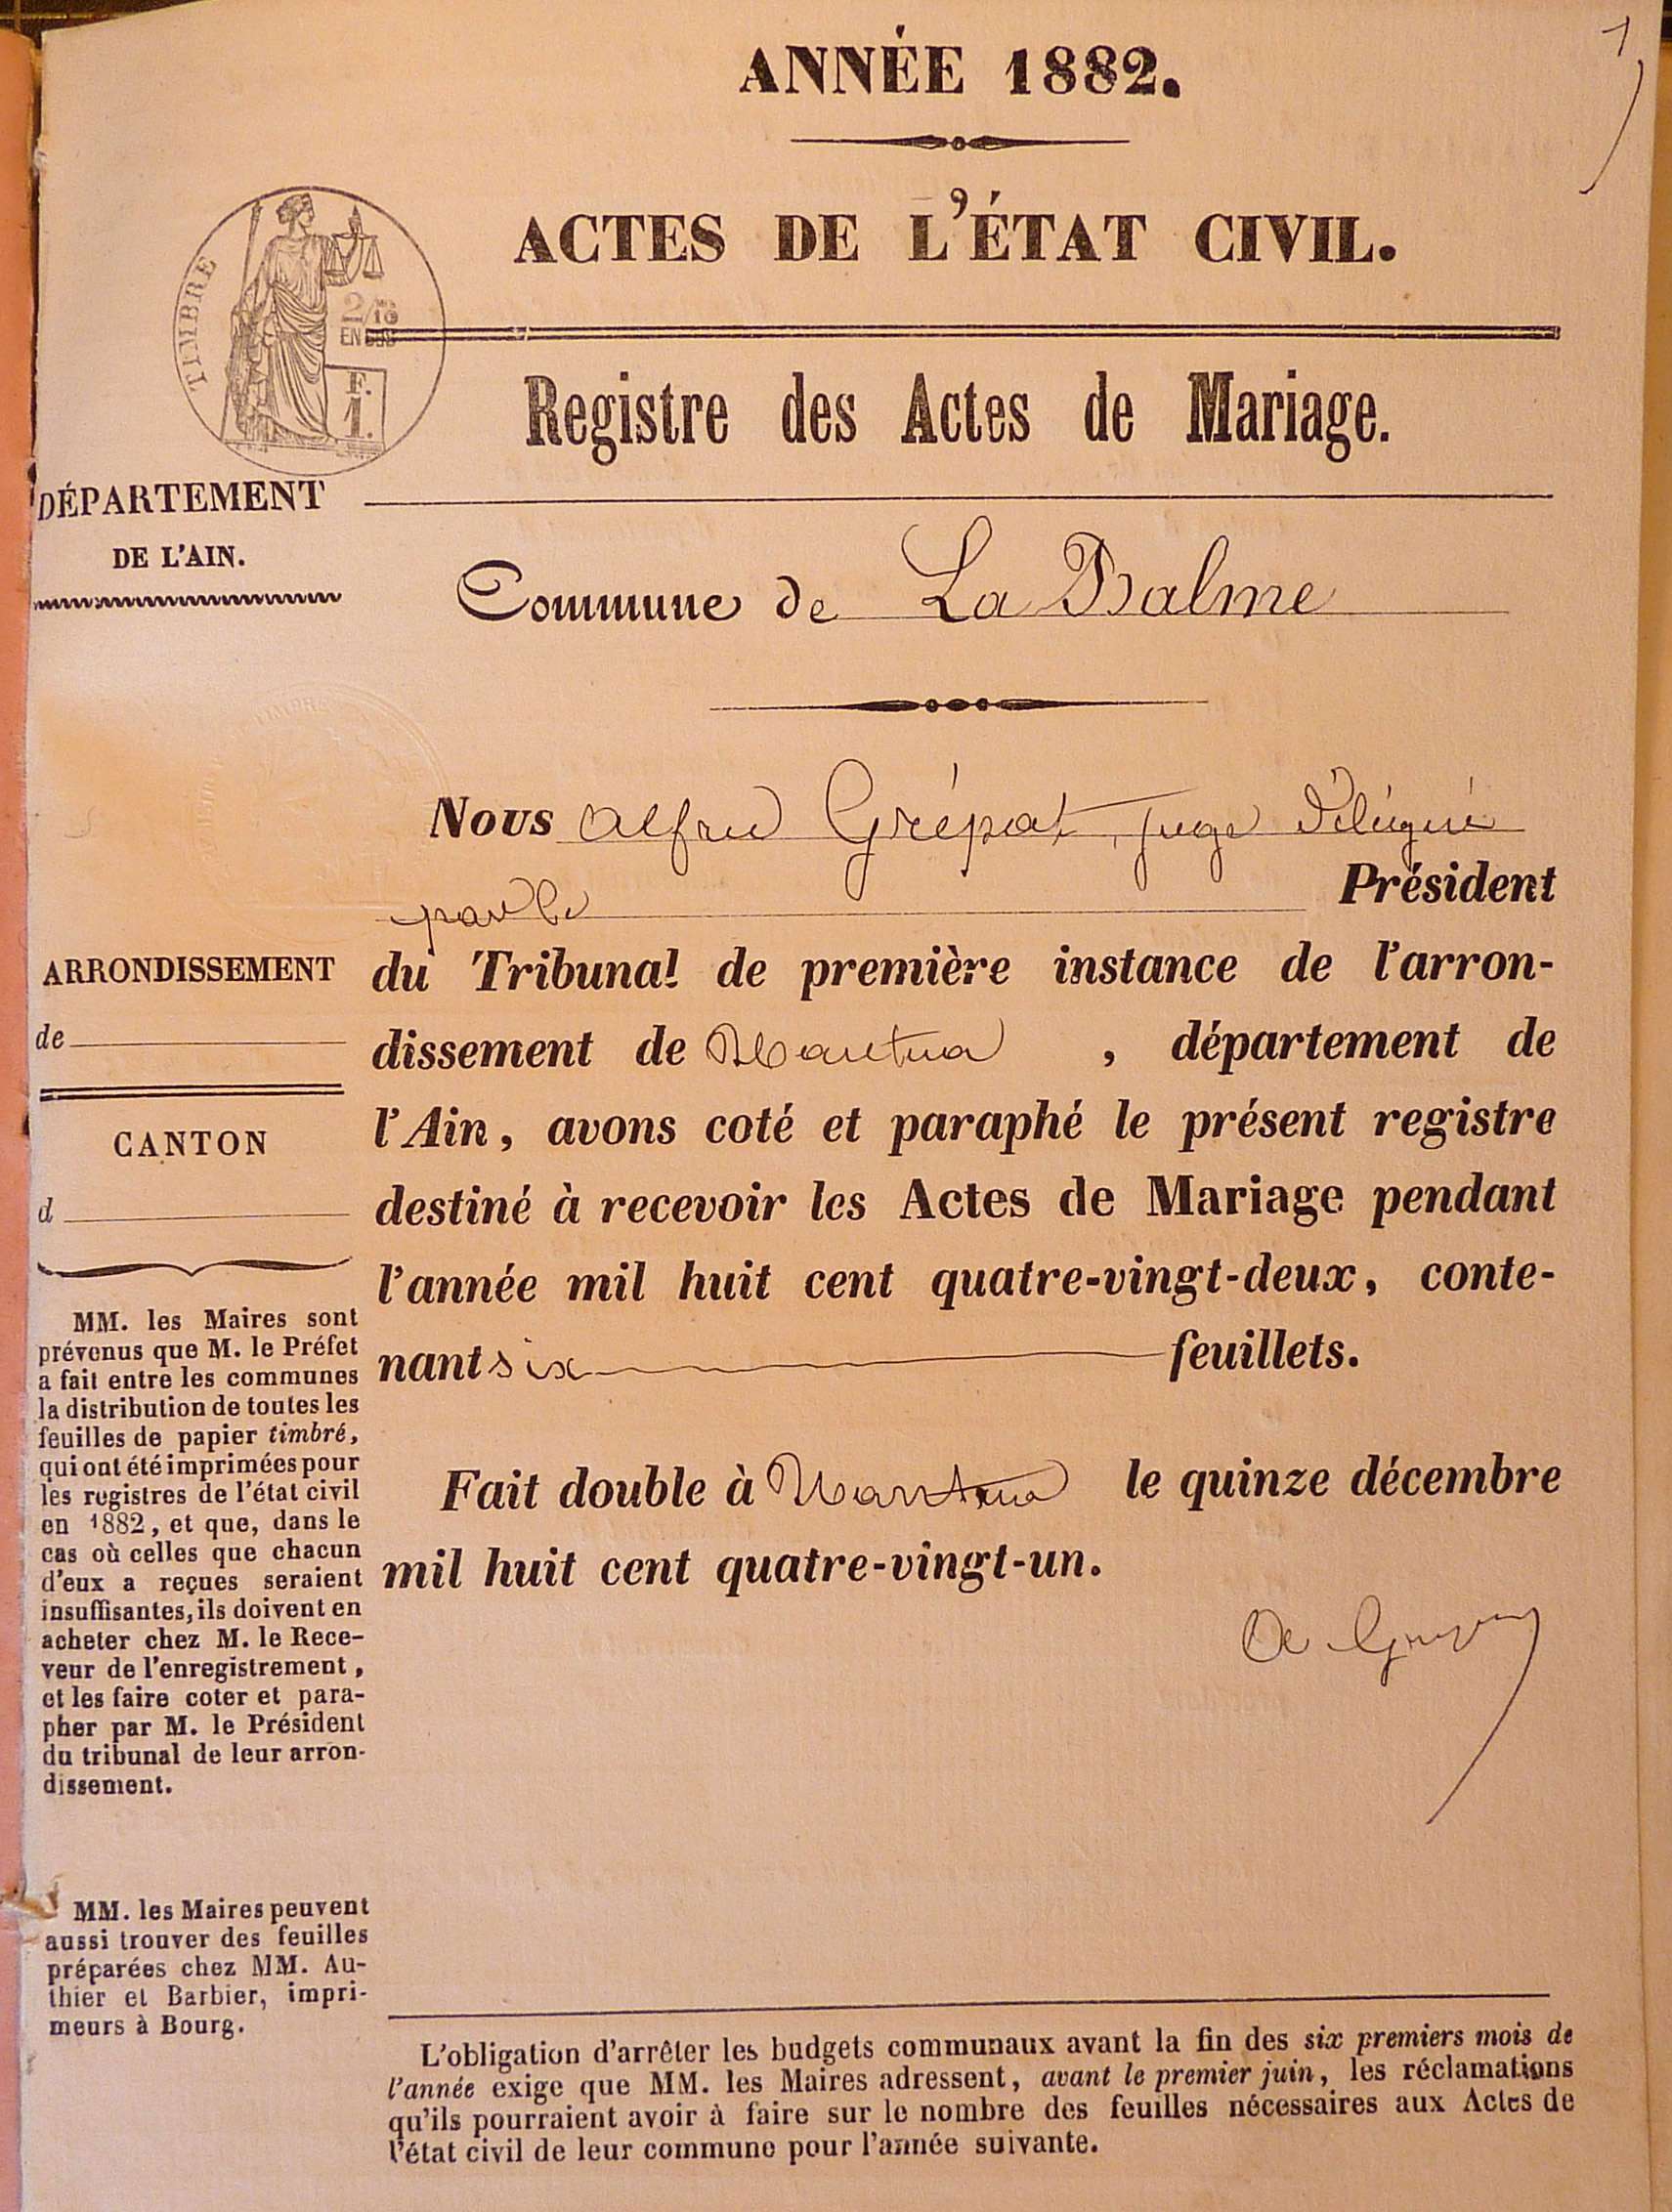 1
ANNÉE 1882.
ACTES DE L'ÉTAT CIVIL.
TIMBRE
2/10
EN SUS
F.
1.
Registre des Actes de Mariage.
DÉPARTEMENT
DE L'AIN.
Commune de La Balme
Nous Alfred Grépat, juge délégué
par le Président
du Tribunal de première instance de l'arron-
dissement de Nantua, département de
l'Ain, avons coté et paraphé le présent registre
destiné à recevoir les Actes de Mariage pendant
l'année mil huit cent quatre-vingt-deux, conte-
nant six feuillets.
Fait double à Nantua le quinze décembre
mil huit cent quatre-vingt-un.
ARRONDISSEMENT
de
CANTON
d
MM. les Maires sont
prévenus que M. le Préfet
a fait entre les communes
la distribution de toutes les
feuilles de papier timbré,
qui ont été imprimées pour
les registres de l'état civil
en 1882, et que, dans le
cas où celles que chacun
d'eux a reçues seraient
insuffisantes, ils doivent en
acheter chez M. le Rece-
veur de l'enregistrement,
et les faire coter et para-
pher par M. le Président
du tribunal de leur arron-
dissement.
MM. les Maires peuvent
aussi trouver des feuilles
préparées chez MM. Au-
thier et Barbier, impri-
meurs à Bourg.
L'obligation d'arrêter les budgets communaux avant la fin des six premiers mois de
l'année exige que MM. les Maires adressent, avant le premier juin, les réclamations
qu'ils pourraient avoir à faire sur le nombre des feuilles nécessaires aux Actes de
l'état civil de leur commune pour l'année suivante.